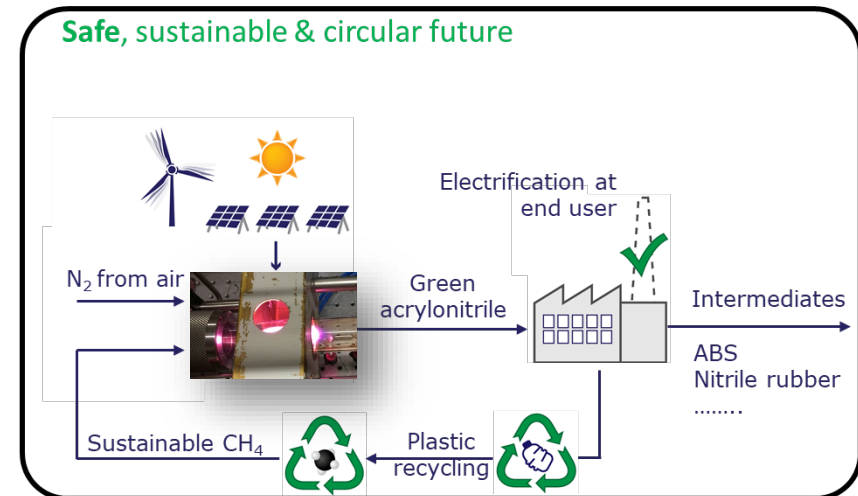 Safe, sustainable & circular future
Electrification at
end user
N₂ from air
Green
acrylonitrile
Intermediates
ABS
Nitrile rubber
........
Sustainable CH₄
Plastic
recycling